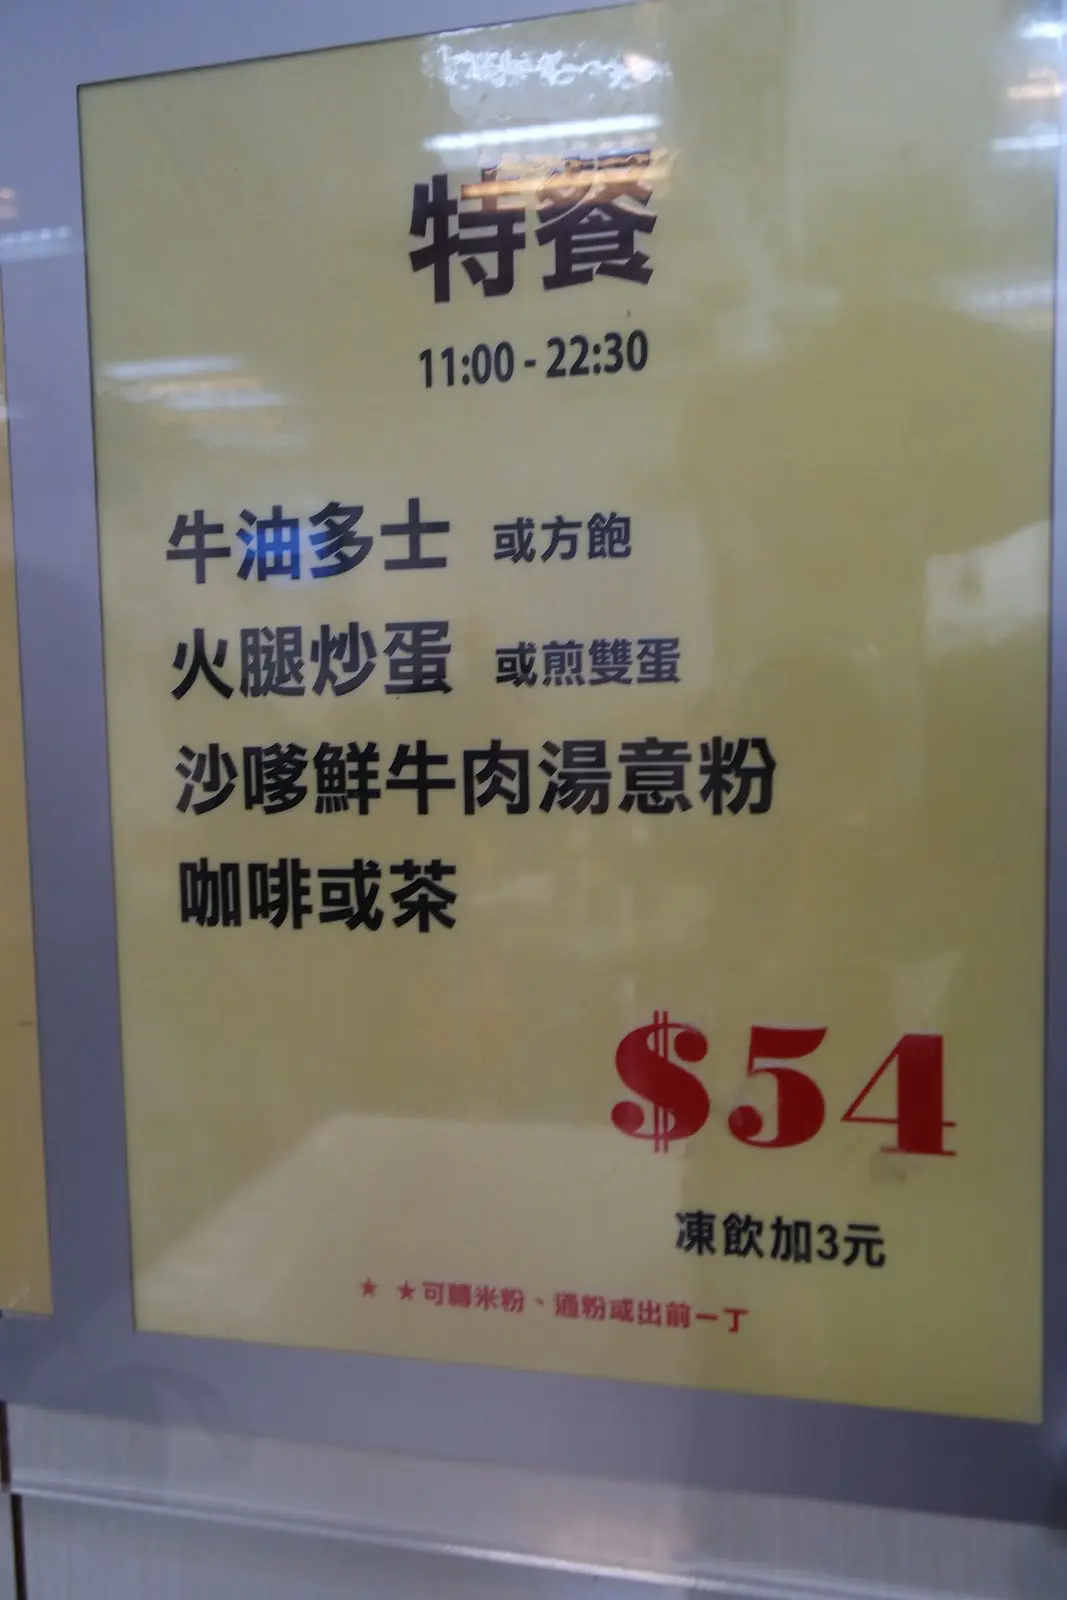 特餐
11:00 - 22:30
牛油多士 或方飽
火腿炒蛋 或煎雙蛋
沙嗲鮮牛肉湯意粉
咖啡或茶
$54
凍飲加3元
★ ★可轉米粉、通粉或出前一丁